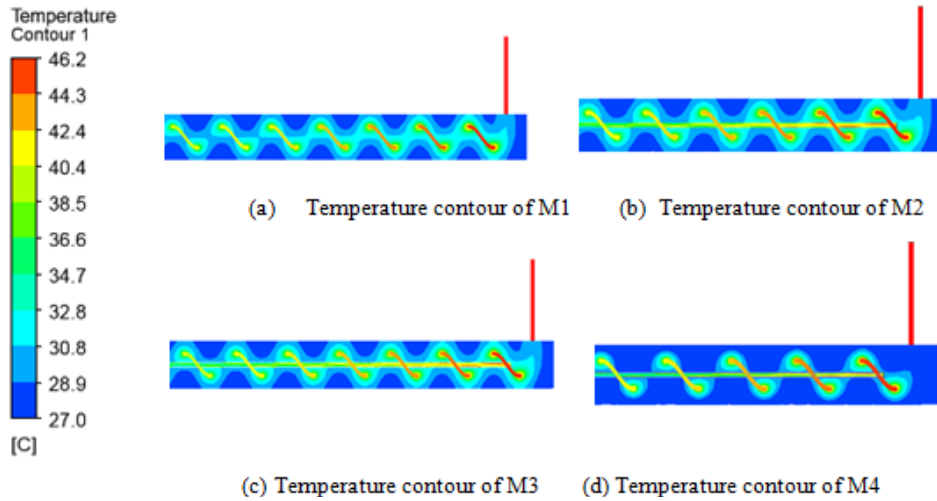 Temperature
Contour 1
46.2
44.3
42.4
40.4
38.5
36.6
34.7
32.8
30.8
28.9
27.0
[C]
(a) Temperature contour of M1
(b) Temperature contour of M2
(c) Temperature contour of M3
(d) Temperature contour of M4